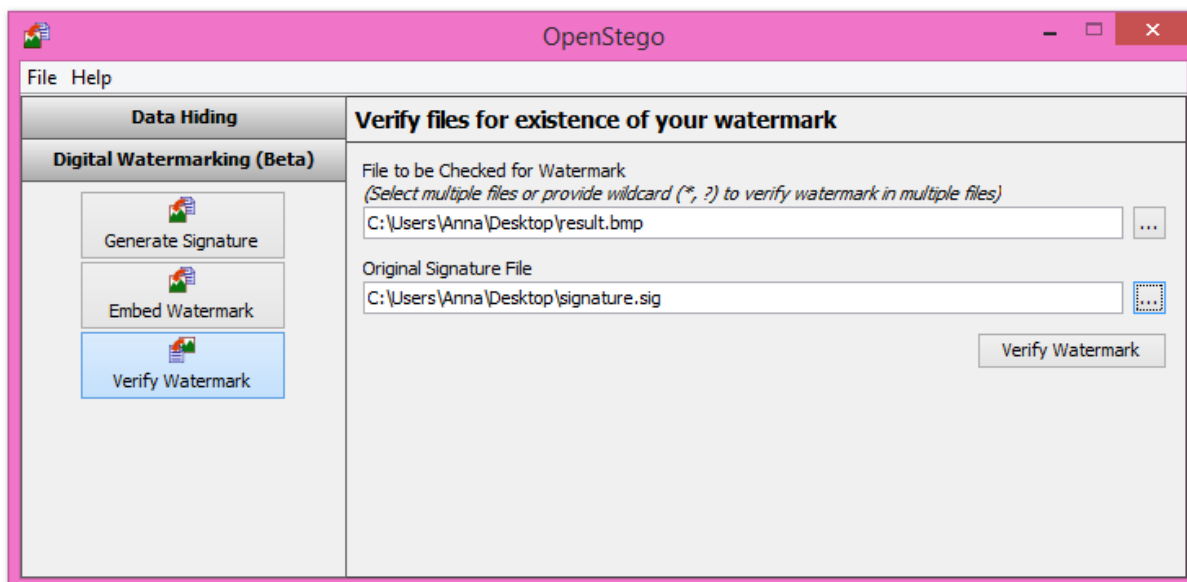 OpenStego
File Help
Data Hiding
Digital Watermarking (Beta)
Generate Signature
Embed Watermark
Verify Watermark
Verify files for existence of your watermark
File to be Checked for Watermark
(Select multiple files or provide wildcard (*, ?) to verify watermark in multiple files)
C:\Users\Anna\Desktop\result.bmp
...
Original Signature File
C:\Users\Anna\Desktop\signature.sig
...
Verify Watermark